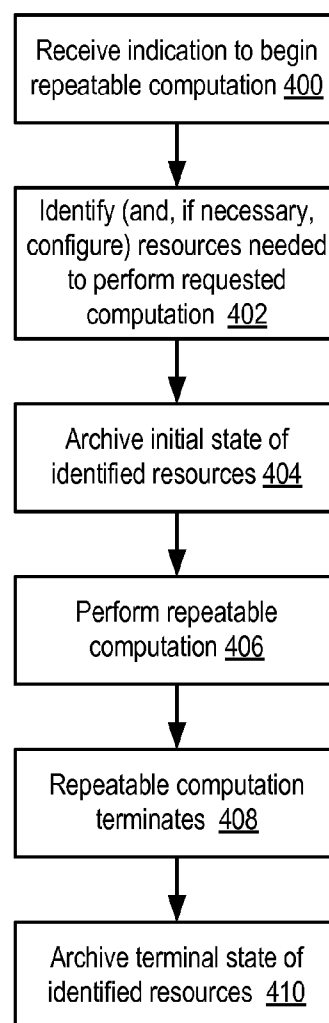 Receive indication to begin
repeatable computation 400
Identify (and, if necessary,
configure) resources needed
to perform requested
computation 402
Archive initial state of
identified resources 404
Perform repeatable
computation 406
Repeatable computation
terminates 408
Archive terminal state of
identified resources 410